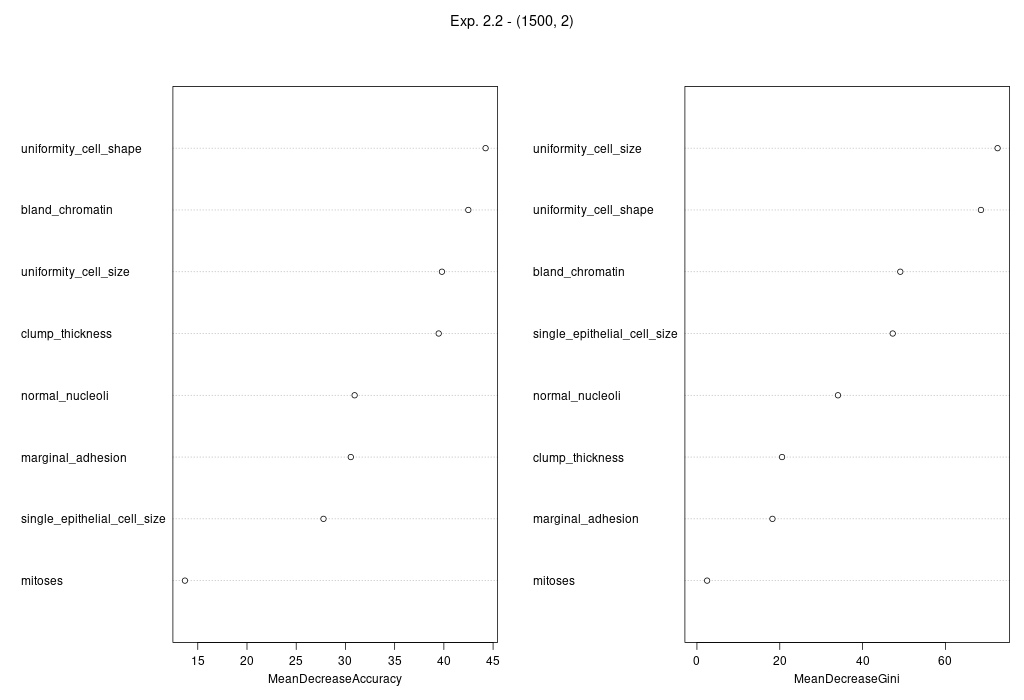 Exp. 2.2 - (1500, 2)
uniformity_cell_shape
bland_chromatin
uniformity_cell_size
clump_thickness
normal_nucleoli
marginal_adhesion
single_epithelial_cell_size
mitoses
15 20 25 30 35 40 45
MeanDecreaseAccuracy
uniformity_cell_size
uniformity_cell_shape
bland_chromatin
single_epithelial_cell_size
normal_nucleoli
clump_thickness
marginal_adhesion
mitoses
0 20 40 60
MeanDecreaseGini